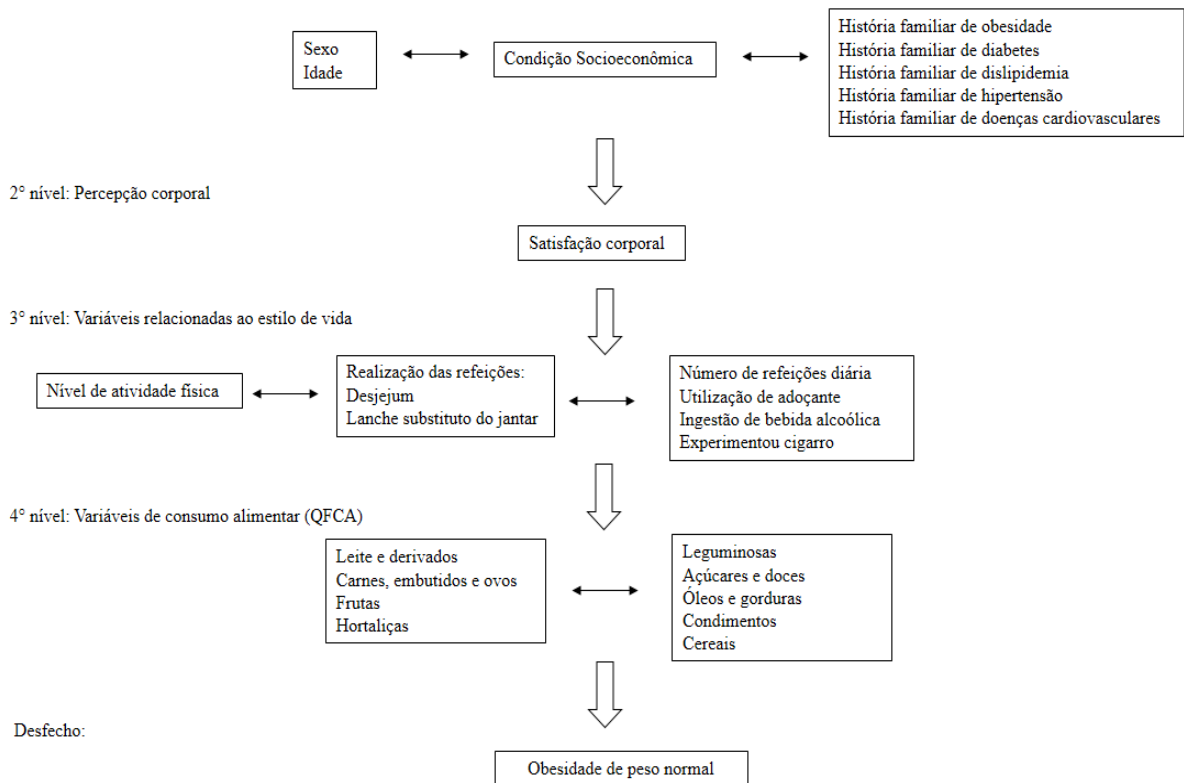 Sexo
Idade
Condição Socioeconômica
História familiar de obesidade
História familiar de diabetes
História familiar de dislipidemia
História familiar de hipertensão
História familiar de doenças cardiovasculares
2° nível: Percepção corporal
Satisfação corporal
3° nível: Variáveis relacionadas ao estilo de vida
Nível de atividade física
Realização das refeições:
Desjejum
Lanche substituto do jantar
Número de refeições diária
Utilização de adoçante
Ingestão de bebida alcoólica
Experimentou cigarro
4° nível: Variáveis de consumo alimentar (QFCA)
Leite e derivados
Carnes, embutidos e ovos
Frutas
Hortaliças
Leguminosas
Açúcares e doces
Óleos e gorduras
Condimentos
Cereais
Desfecho:
Obesidade de peso normal